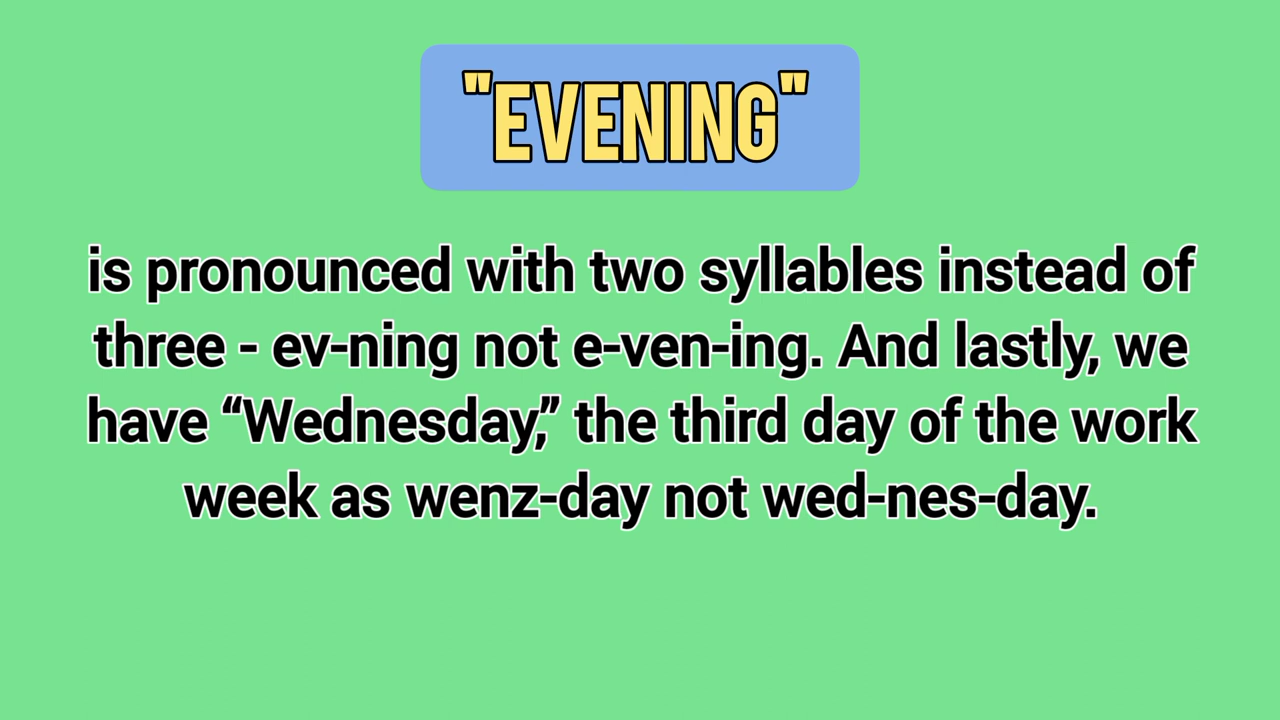 "EVENING"
is pronounced with two syllables instead of
three - ev-ning not e-ven-ing. And lastly, we
have “Wednesday,” the third day of the work
week as wenz-day not wed-nes-day.